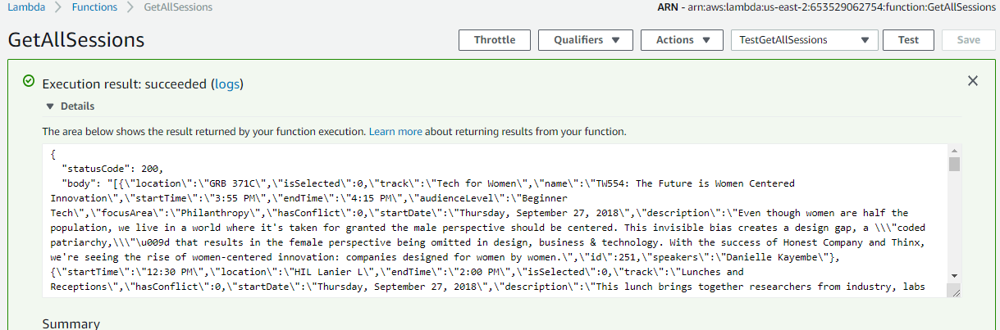 Lambda > Functions > GetAllSessions ARN - arn:aws:lambda:us-east-2:653529062754:function:GetAllSessions
GetAllSessions Throttle Qualifiers Actions TestGetAllSessions Test Save
Execution result: succeeded (logs)
Details
The area below shows the result returned by your function execution. Learn more about returning results from your function.
{
"statusCode": 200,
"body": "[{\"location\":\"GRB 371C\",\"isSelected\":0,\"track\":\"Tech for Women\",\"name\":\"TW554: The Future is Women Centered
Innovation\",\"startTime\":\"3:55 PM\",\"endTime\":\"4:15 PM\",\"audienceLevel\":\"Beginner
Tech\",\"focusArea\":\"Philanthropy\",\"hasConflict\":0,\"startDate\":\"Thursday, September 27, 2018\",\"description\":\"Even though women are half the
population, we live in a world where it's taken for granted the male perspective should be centered. This invisible bias creates a design gap, a \\\"coded
patriarchy,\\\"\u009d that results in the female perspective being omitted in design, business & technology. With the success of Honest Company and Thinx,
we're seeing the rise of women-centered innovation: companies designed for women by women.\",\"id\":251,\"speakers\":\"Danielle Kayembe\"},
{\"startTime\":\"12:30 PM\",\"location\":\"HIL Lanier L\",\"endTime\":\"2:00 PM\",\"isSelected\":0,\"track\":\"Lunches and
Receptions\",\"hasConflict\":0,\"startDate\":\"Thursday, September 27, 2018\",\"description\":\"This lunch brings together researchers from industry, labs
Summary